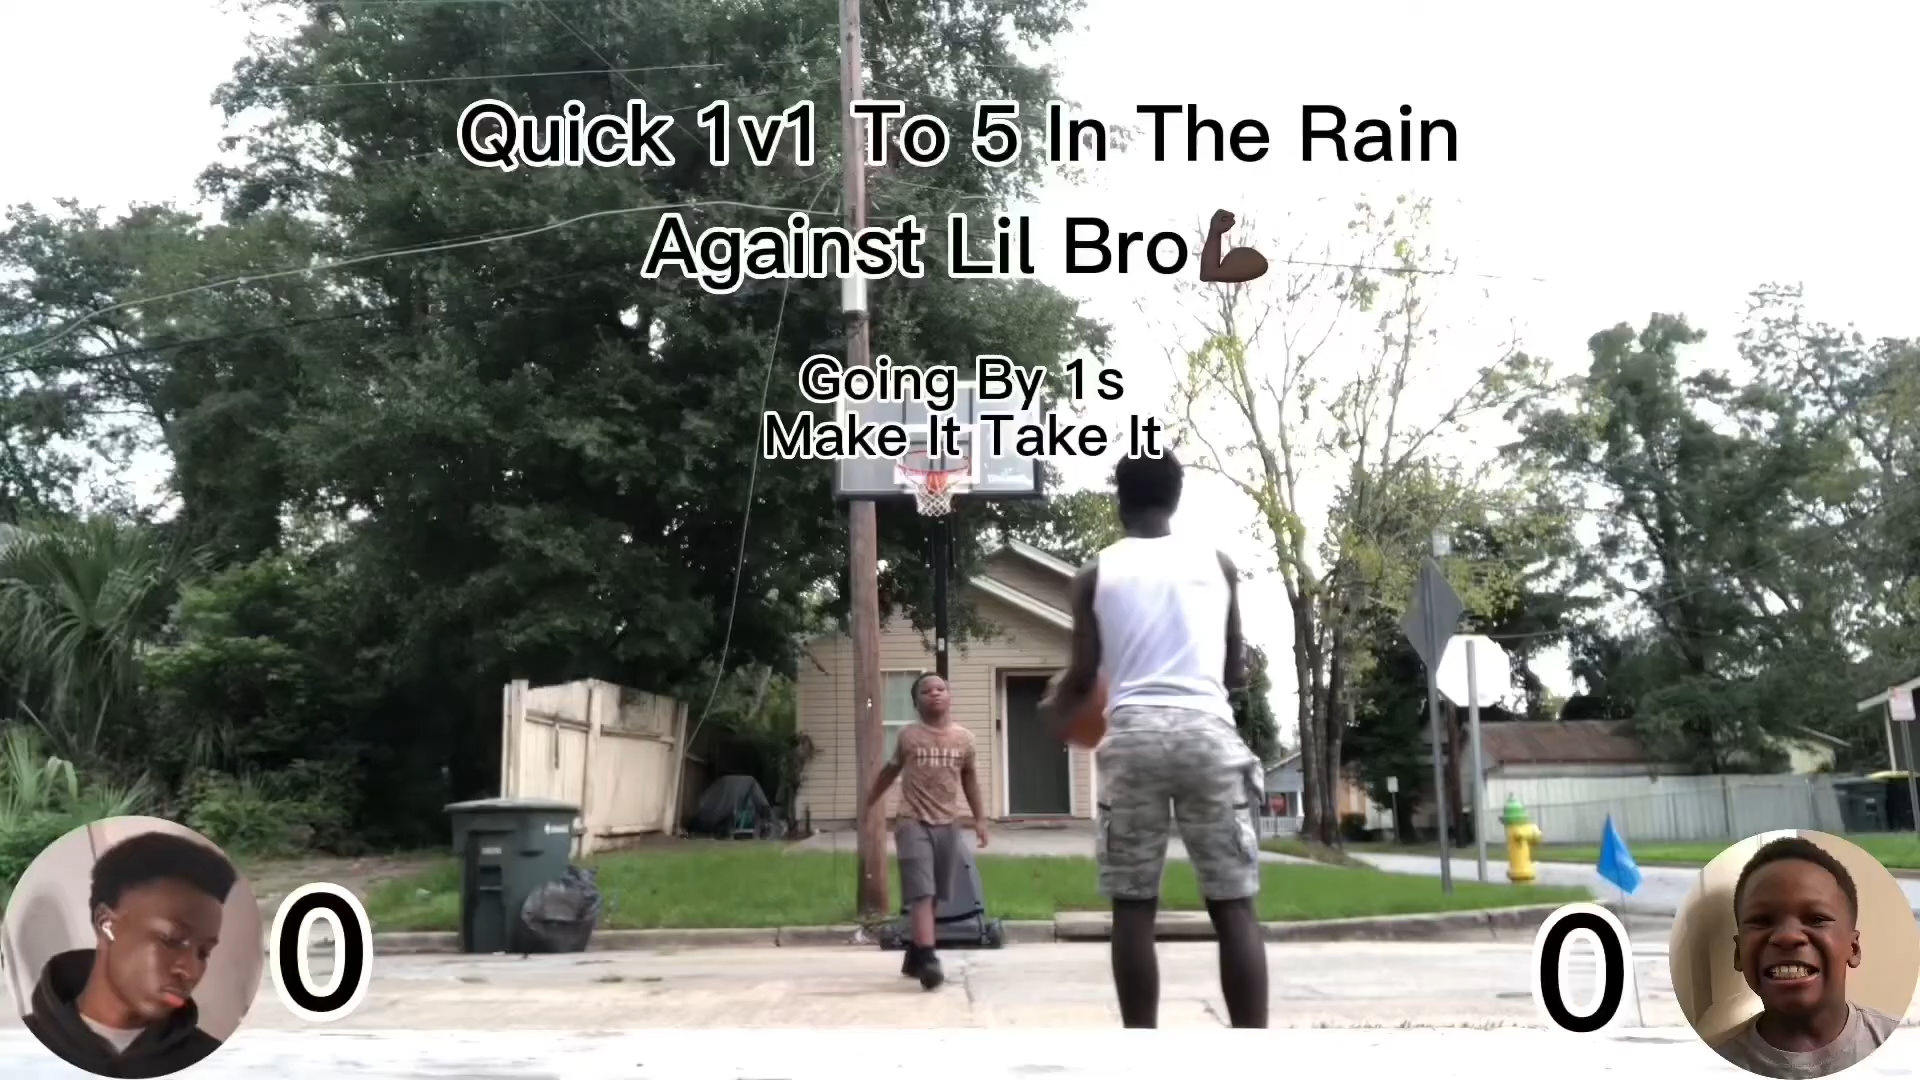 Quick 1v1 To 5 In The Rain
Against Lil Bro💪🏿
Going By 1s
Make It Take It
DRIP
0
0